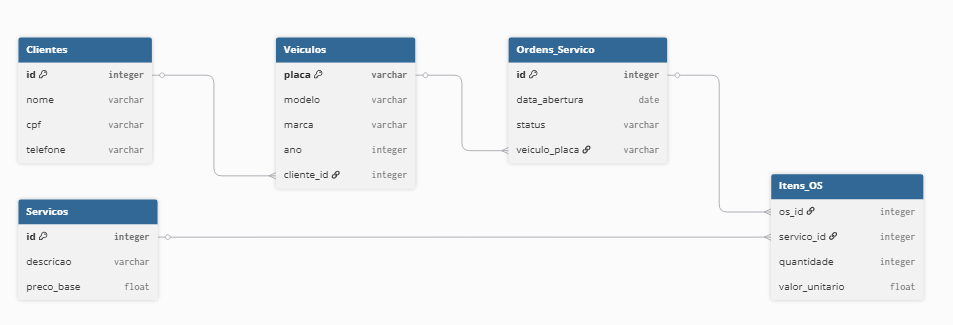 Clientes
id integer
nome varchar
cpf varchar
telefone varchar
Veiculos
placa varchar
modelo varchar
marca varchar
ano integer
cliente_id integer
Ordens_Servico
id integer
data_abertura date
status varchar
veiculo_placa varchar
Servicos
id integer
descricao varchar
preco_base float
Itens_OS
os_id integer
servico_id integer
quantidade integer
valor_unitario float